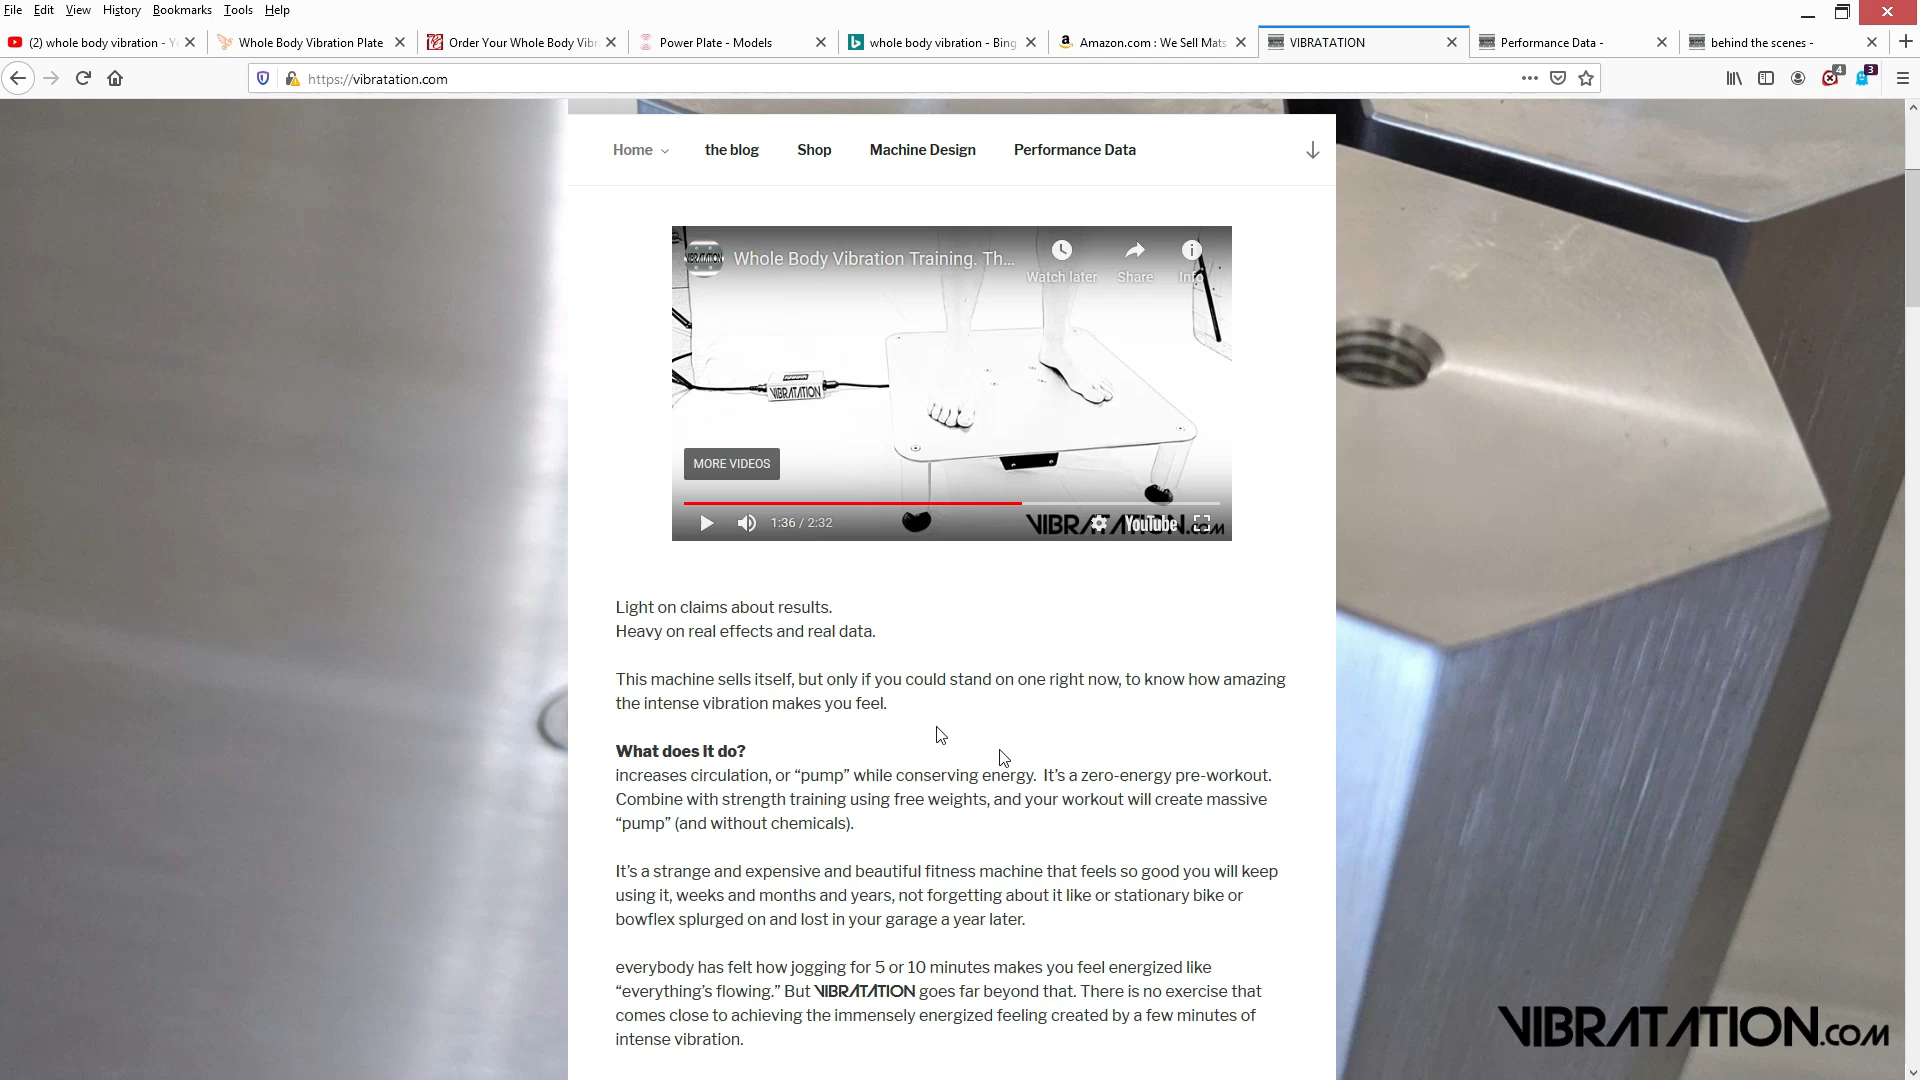 File Edit View History Bookmarks Tools Help
(2) whole body vibration - Y
Whole Body Vibration Plate
Order Your Whole Body Vib
Power Plate - Models
whole body vibration - Bing
Amazon.com : We Sell Mats
VIBRATATION
Performance Data -
behind the scenes -
https://vibratation.com
4
3
Home the blog Shop Machine Design Performance Data
VIBRATATION
Whole Body Vibration Training. Th...
Watch later Share Info
VIBRATATION
MORE VIDEOS
1:36 / 2:32
YouTube
VIBRATATION.COM
Light on claims about results.
Heavy on real effects and real data.
This machine sells itself, but only if you could stand on one right now, to know how amazing
the intense vibration makes you feel.
What does it do?
increases circulation, or “pump” while conserving energy. It’s a zero-energy pre-workout.
Combine with strength training using free weights, and your workout will create massive
“pump” (and without chemicals).
It’s a strange and expensive and beautiful fitness machine that feels so good you will keep
using it, weeks and months and years, not forgetting about it like or stationary bike or
bowflex splurged on and lost in your garage a year later.
everybody has felt how jogging for 5 or 10 minutes makes you feel energized like
“everything’s flowing.” But VIBRATATION goes far beyond that. There is no exercise that
comes close to achieving the immensely energized feeling created by a few minutes of
intense vibration.
VIBRATATION.COM